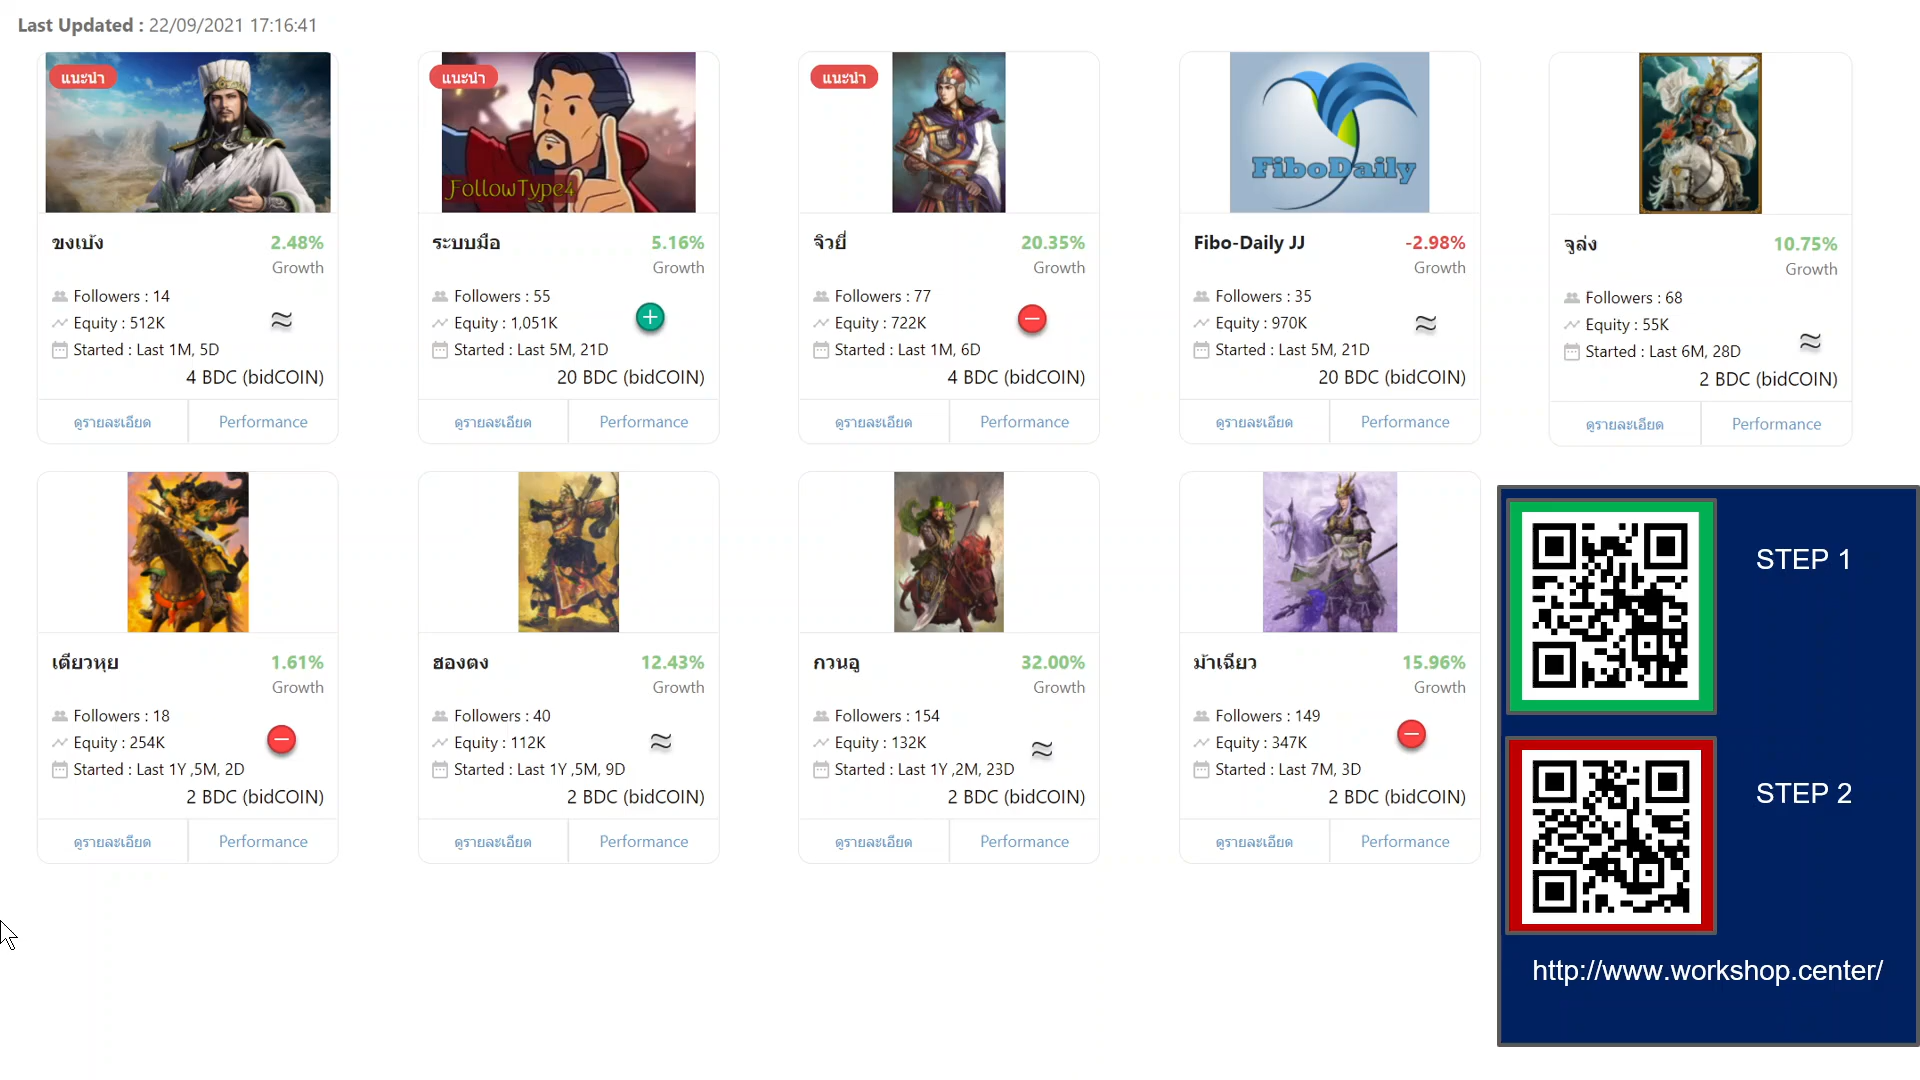 Last Updated : 22/09/2021 17:16:41
แนะนำ
ขงเบ้ง
2.48%
Growth
Followers : 14
Equity : 512K
Started : Last 1M, 5D
4 BDC (bidCOIN)
ดูรายละเอียด
Performance
แนะนำ
FollowType4
ระบบมือ
5.16%
Growth
Followers : 55
Equity : 1,051K
Started : Last 5M, 21D
20 BDC (bidCOIN)
ดูรายละเอียด
Performance
แนะนำ
จิวยี่
20.35%
Growth
Followers : 77
Equity : 722K
Started : Last 1M, 6D
4 BDC (bidCOIN)
ดูรายละเอียด
Performance
FiboDaily
Fibo-Daily JJ
-2.98%
Growth
Followers : 35
Equity : 970K
Started : Last 5M, 21D
20 BDC (bidCOIN)
ดูรายละเอียด
Performance
จูล่ง
10.75%
Growth
Followers : 68
Equity : 55K
Started : Last 6M, 28D
2 BDC (bidCOIN)
ดูรายละเอียด
Performance
เตียวหุย
1.61%
Growth
Followers : 18
Equity : 254K
Started : Last 1Y ,5M, 2D
2 BDC (bidCOIN)
ดูรายละเอียด
Performance
ฮองตง
12.43%
Growth
Followers : 40
Equity : 112K
Started : Last 1Y ,5M, 9D
2 BDC (bidCOIN)
ดูรายละเอียด
Performance
กวนอู
32.00%
Growth
Followers : 154
Equity : 132K
Started : Last 1Y ,2M, 23D
2 BDC (bidCOIN)
ดูรายละเอียด
Performance
ม้าเฉียว
15.96%
Growth
Followers : 149
Equity : 347K
Started : Last 7M, 3D
2 BDC (bidCOIN)
ดูรายละเอียด
Performance
STEP 1
STEP 2
http://www.workshop.center/